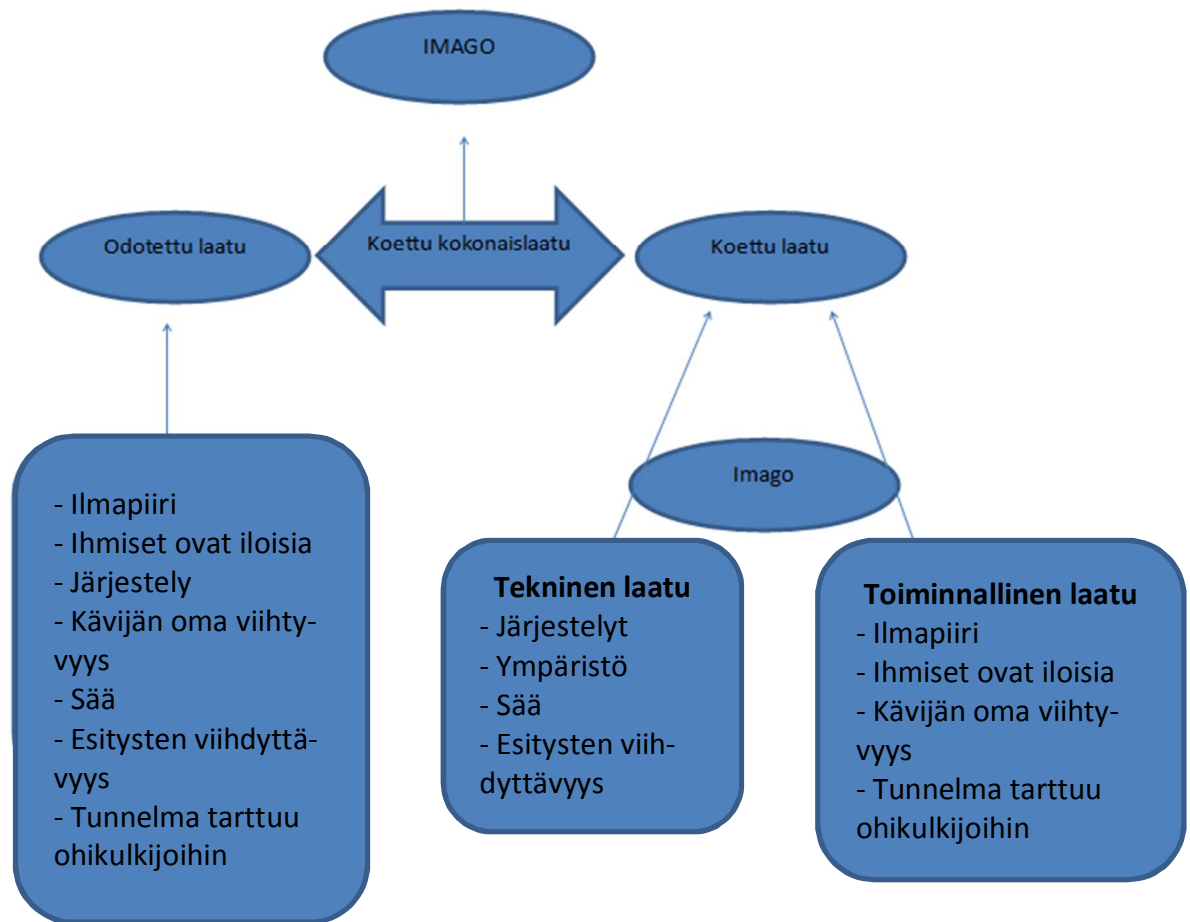 IMAGO
Odotettu laatu
Koettu kokonaislaatu
Koettu laatu
Imago
- Ilmapiiri
- Ihmiset ovat iloisia
- Järjestely
- Kävijän oma viihty-
vyys
- Sää
- Esitysten viihdyttä-
vyys
- Tunnelma tarttuu
ohikulkijoihin
Tekninen laatu
- Järjestelyt
- Ympäristö
- Sää
- Esitysten viih-
dyttävyys
Toiminnallinen laatu
- Ilmapiiri
- Ihmiset ovat iloisia
- Kävijän oma viihty-
vyys
- Tunnelma tarttuu
ohikulkijoihin